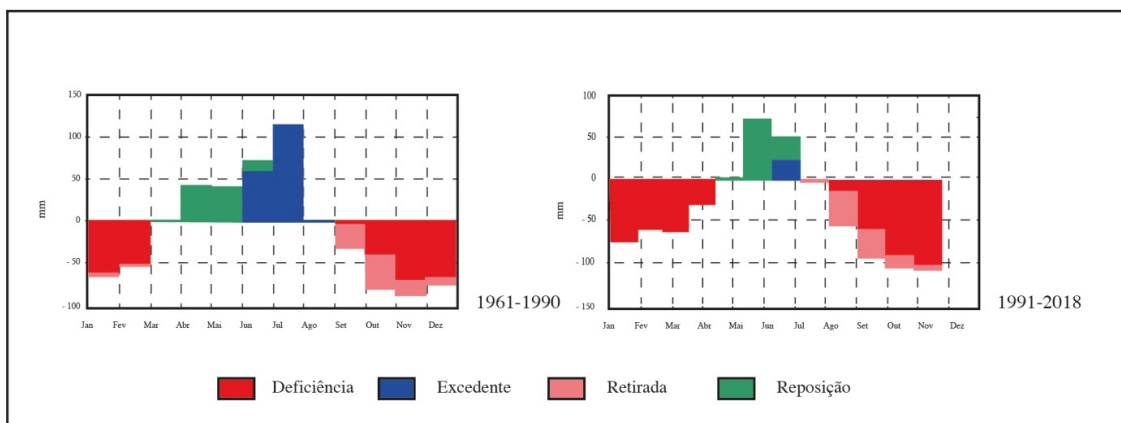 150
100
50
0
- 50
- 100
mm
Jan Fev Mar Abr Mai Jun Jul Ago Set Out Nov Dez
1961-1990
100
50
0
-50
-100
- 150
mm
Jan Fev Mar Abr Mai Jun Jul Ago Set Out Nov Dez
1991-2018
Deficiência Excedente Retirada Reposição